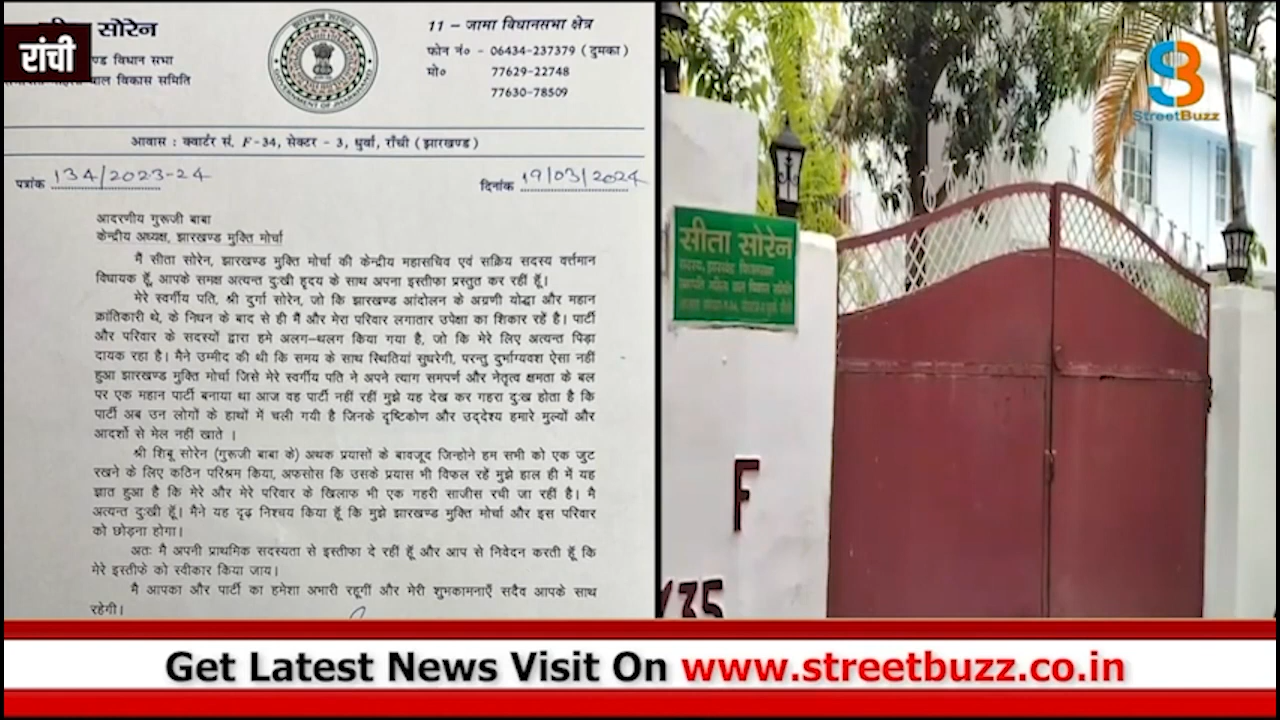 रांची
सोरेन
ण्ड विधान सभा
बाल विकास समिति
11 – जामा विधानसभा क्षेत्र
फोन नं० - 06434-237379 (दुमका)
मो० 77629-22748
77630-78509
आवास : क्वार्टर सं. F-34, सेक्टर - 3, धुर्वा, राँची (झारखण्ड)
पत्रांक 134/2023-24
दिनांक 19/03/2024
आदरणीय गुरूजी बाबा
केन्द्रीय अध्यक्ष, झारखण्ड मुक्ति मोर्चा
मैं सीता सोरेन, झारखण्ड मुक्ति मोर्चा की केन्द्रीय महासचिव एवं सक्रिय सदस्य वर्त्तमान
विधायक हूँ, आपके समक्ष अत्यन्त दुःखी हृदय के साथ अपना इस्तीफा प्रस्तुत कर रहीं हूँ।
मेरे स्वर्गीय पति, श्री दुर्गा सोरेन, जो कि झारखण्ड आंदोलन के अग्रणी योद्धा और महान
क्रांतिकारी थे, के निधन के बाद से ही मैं और मेरा परिवार लगातार उपेक्षा का शिकार रहें है। पार्टी
और परिवार के सदस्यों द्वारा हमे अलग–थलग किया गया है, जो कि मेरे लिए अत्यन्त पिड़ा
दायक रहा है। मैने उम्मीद की थी कि समय के साथ स्थितियां सुधरेगी, परन्तु दुर्भाग्यवश ऐसा नहीं
हुआ झारखण्ड मुक्ति मोर्चा जिसे मेरे स्वर्गीय पति ने अपने त्याग समपर्ण और नेतृत्व क्षमता के बल
पर एक महान पार्टी बनाया था आज वह पार्टी नहीं रहीं मुझे यह देख कर गहरा दुःख होता है कि
पार्टी अब उन लोगों के हाथों में चली गयी है जिनके दृष्टिकोण और उद्देश्य हमारे मुल्यों और
आदर्शो से मेल नहीं खाते ।
श्री शिबू सोरेन (गुरूजी बाबा के) अथक प्रयासों के बावजूद जिन्होने हम सभी को एक जुट
रखने के लिए कठिन परिश्रम किया, अफसोस कि उसके प्रयास भी विफल रहें मुझे हाल ही में यह
ज्ञात हुआ है कि मेरे और मेरे परिवार के खिलाफ भी एक गहरी साजीस रची जा रहीं है। मै
अत्यन्त दुःखी हूँ। मैने यह दृढ़ निश्चय किया हूँ कि मुझे झारखण्ड मुक्ति मोर्चा और इस परिवार
को छोड़ना होगा।
अतः मै अपनी प्राथमिक सदस्यता से इस्तीफा दे रहीं हूँ और आप से निवेदन करती हूँ कि
मेरे इस्तीफे को स्वीकार किया जाय।
मै आपका और पार्टी का हमेशा अभारी रहूगीं और मेरी शुभकामनाएँ सदैव आपके साथ
रहेगी।
StreetBuzz
सीता सोरेन
F
35
Get Latest News Visit On www.streetbuzz.co.in